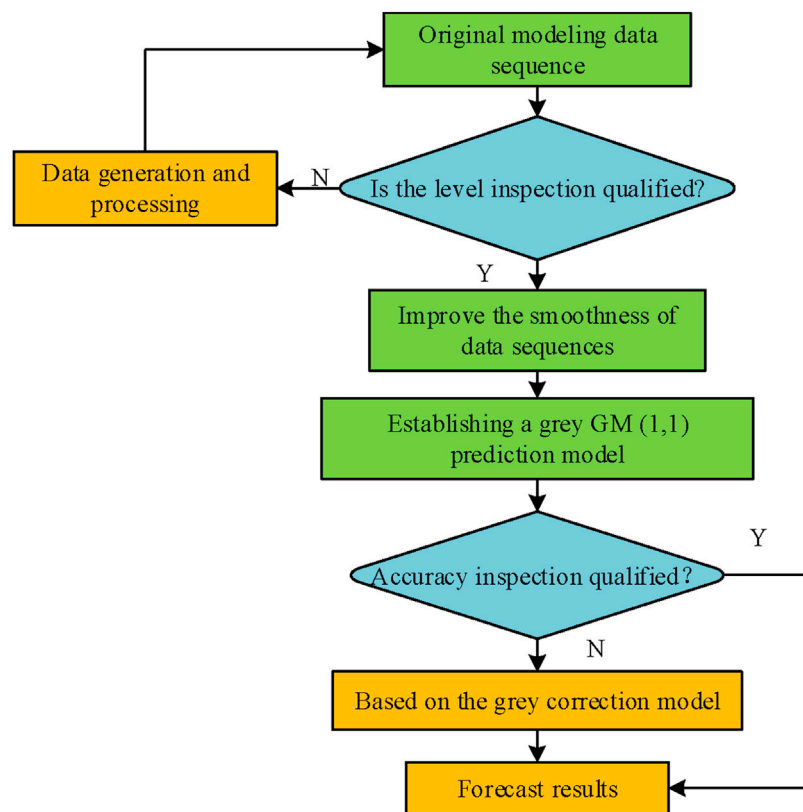 Original modeling data
sequence
Data generation and
processing
N
Is the level inspection qualified?
Y
Improve the smoothness of
data sequences
Establishing a grey GM (1,1)
prediction model
Y
Accuracy inspection qualified?
N
Based on the grey correction model
Forecast results